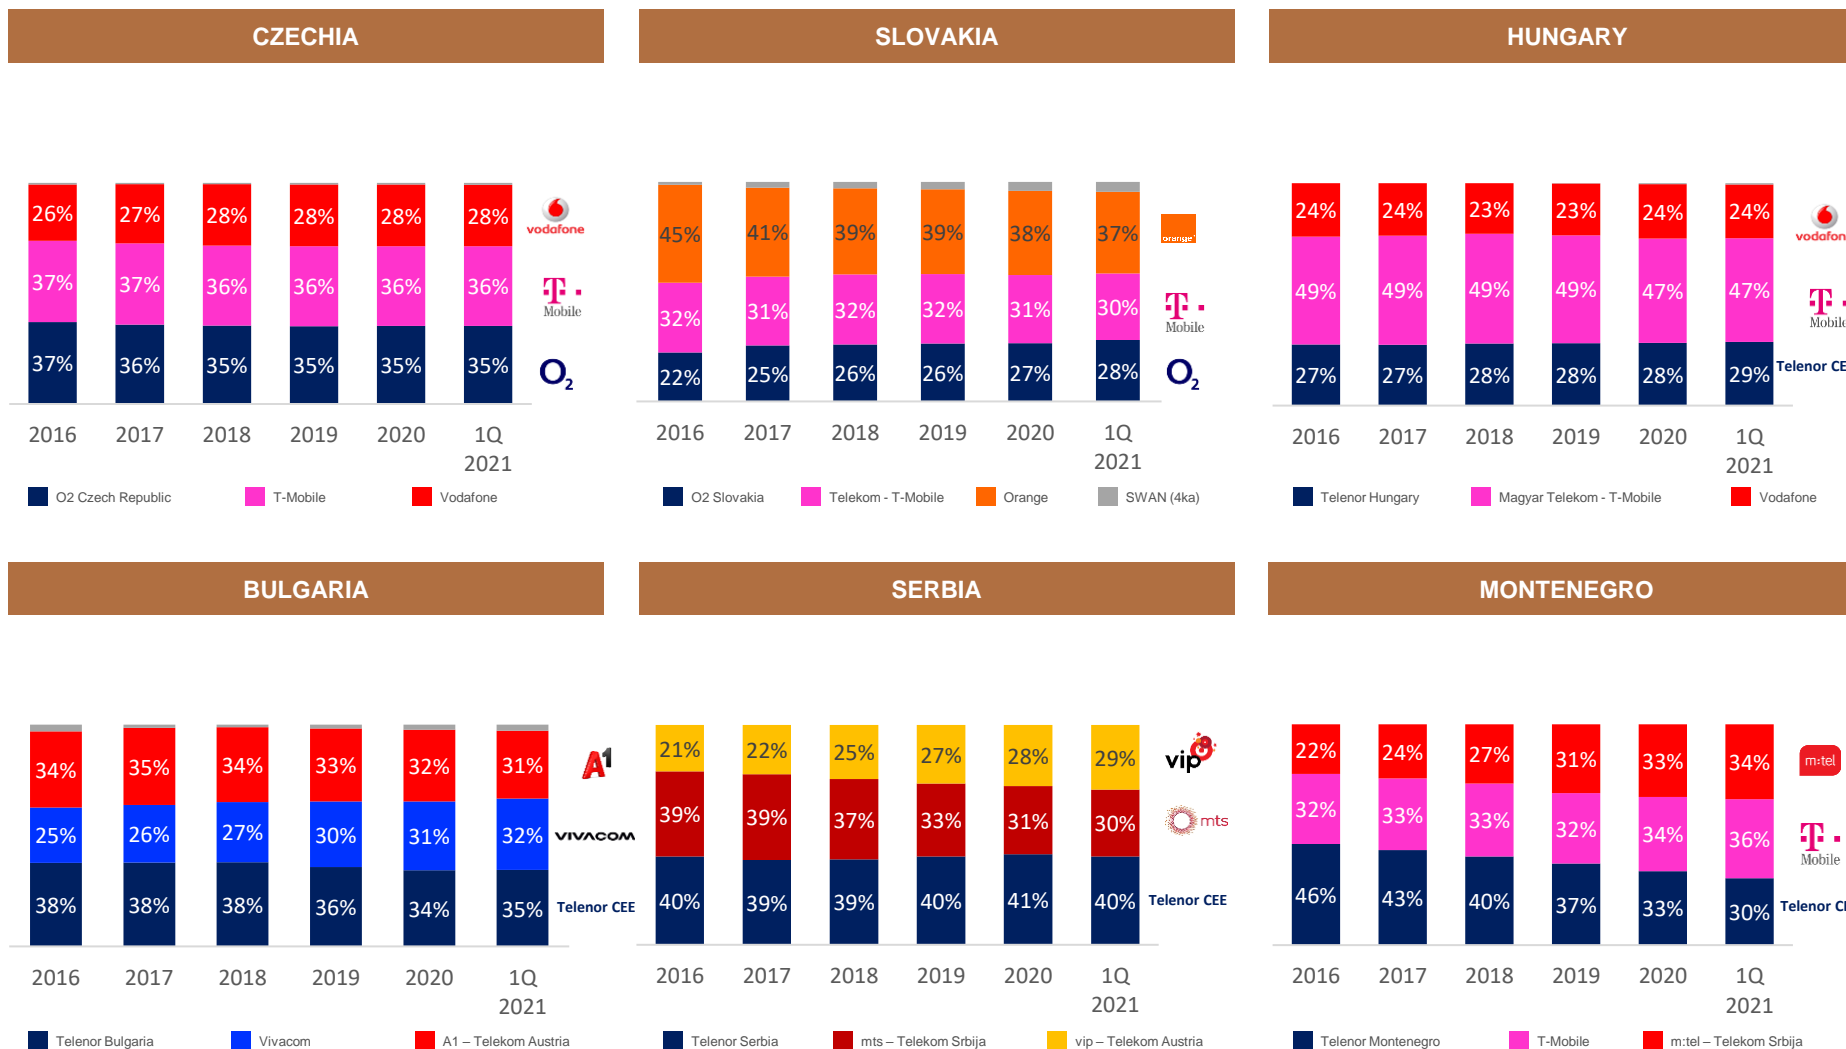 CZECHIA
26% 27% 28% 28% 28% 28%
vodafone
37% 37% 36% 36% 36% 36%
T Mobile
37% 36% 35% 35% 35% 35%
O2
2016 2017 2018 2019 2020 1Q
2021
O2 Czech Republic T-Mobile Vodafone
SLOVAKIA
45% 41% 39% 39% 38% 37%
orange
32% 31% 32% 32% 31% 30%
T Mobile
22% 25% 26% 26% 27% 28%
O2
2016 2017 2018 2019 2020 1Q
2021
O2 Slovakia Telekom - T-Mobile Orange SWAN (4ka)
HUNGARY
24% 24% 23% 23% 24% 24%
vodafon
49% 49% 49% 49% 47% 47%
T Mobile
27% 27% 28% 28% 28% 29%
Telenor CE
2016 2017 2018 2019 2020 1Q
2021
Telenor Hungary Magyar Telekom - T-Mobile Vodafone
BULGARIA
34% 35% 34% 33% 32% 31%
A1
25% 26% 27% 30% 31% 32%
VIVACOM
38% 38% 38% 36% 34% 35%
Telenor CEE
2016 2017 2018 2019 2020 1Q
2021
Telenor Bulgaria Vivacom A1 – Telekom Austria
SERBIA
21% 22% 25% 27% 28% 29%
vip
39% 39% 37% 33% 31% 30%
mts
40% 39% 39% 40% 41% 40%
Telenor CEE
2016 2017 2018 2019 2020 1Q
2021
Telenor Serbia mts – Telekom Srbija vip – Telekom Austria
MONTENEGRO
22% 24% 27% 31% 33% 34%
m:tel
32% 33% 33% 32% 34% 36%
T Mobile
46% 43% 40% 37% 33% 30%
Telenor CE
2016 2017 2018 2019 2020 1Q
2021
Telenor Montenegro T-Mobile m:tel – Telekom Srbija